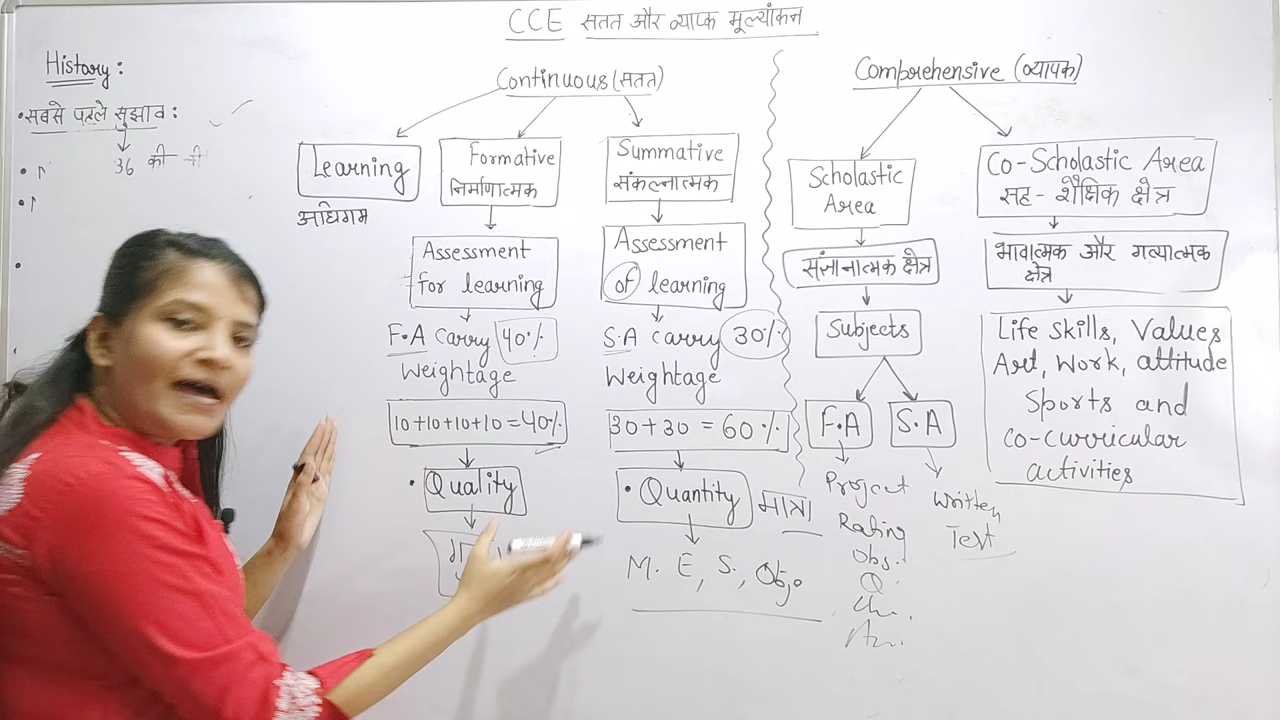 CCE सतत और व्यापक मूल्यांकन
History:
• सबसे पहले सुझाव:
36 की
Continuous (सतत)
Learning
अधिगम
Formative
निर्माणात्मक
Assessment
for learning
F.A carry 40%
Weightage
10+10+10+10=40%
• Quality
Summative
संकल्नात्मक
Assessment
of learning
S.A carry 30%
Weightage
30+30=60%
• Quantity मात्रा
M. E, S., Obj.
Comprehensive (व्यापक)
Scholastic
Area
संज्ञानात्मक क्षेत्र
Subjects
F.A
Project
Rating
Obs.
Q.
Ch.
S.A
Written
Test
Co-Scholastic Area
सह-शैक्षिक क्षेत्र
भावात्मक और गत्यात्मक
क्षेत्र
Life Skills, Values
Art, Work, attitude
Sports and
co-curricular
activities